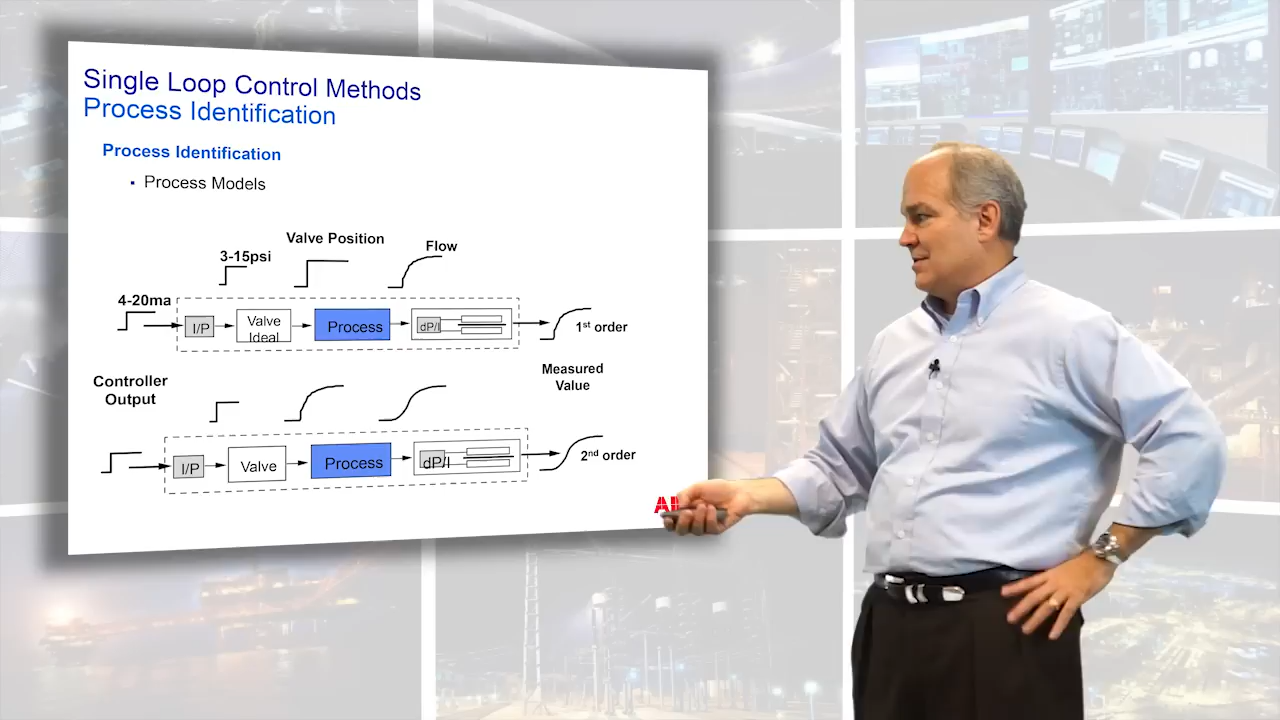 Single Loop Control Methods
Process Identification
Process Identification
▪ Process Models
Valve Position
Flow
3-15psi
4-20ma
I/P
Valve
Ideal
Process
dP/I
1st order
Measured
Value
Controller
Output
I/P
Valve
Process
dP/I
2nd order